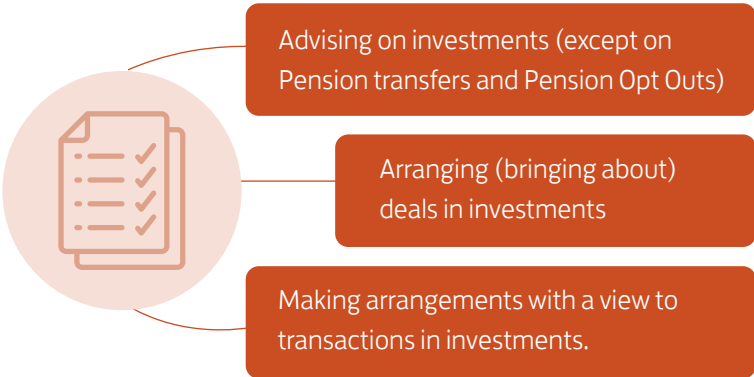 Advising on investments (except on
Pension transfers and Pension Opt Outs)
Arranging (bringing about)
deals in investments
Making arrangements with a view to
transactions in investments.